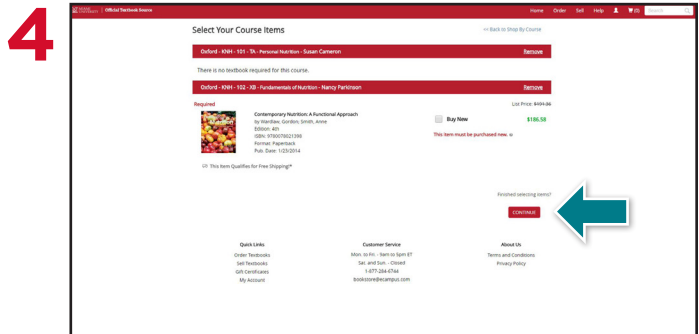 4
MIAMI UNIVERSITY | Official Textbook Source
Home Order Sell Help (0) Search
Select Your Course Items
<< Back to Shop By Course
Oxford - KNH - 101 - TA - Personal Nutrition - Susan Cameron Remove
There is no textbook required for this course.
Oxford - KNH - 102 - XB - Fundamentals of Nutrition - Nancy Parkinson Remove
Required
List Price: $191.36
Contemporary Nutrition: A Functional Approach
by Wardlaw, Gordon; Smith, Anne
Edition: 4th
ISBN: 9780078021398
Format: Paperback
Pub. Date: 1/23/2014
Buy New $186.58
This item must be purchased new.
This Item Qualifies for Free Shipping!*
Finished selecting items?
CONTINUE
Quick Links
Order Textbooks
Sell Textbooks
Gift Certificates
My Account
Customer Service
Mon. to Fri. - 9am to 5pm ET
Sat. and Sun. - Closed
1-877-284-6744
bookstore@ecampus.com
About Us
Terms and Conditions
Privacy Policy